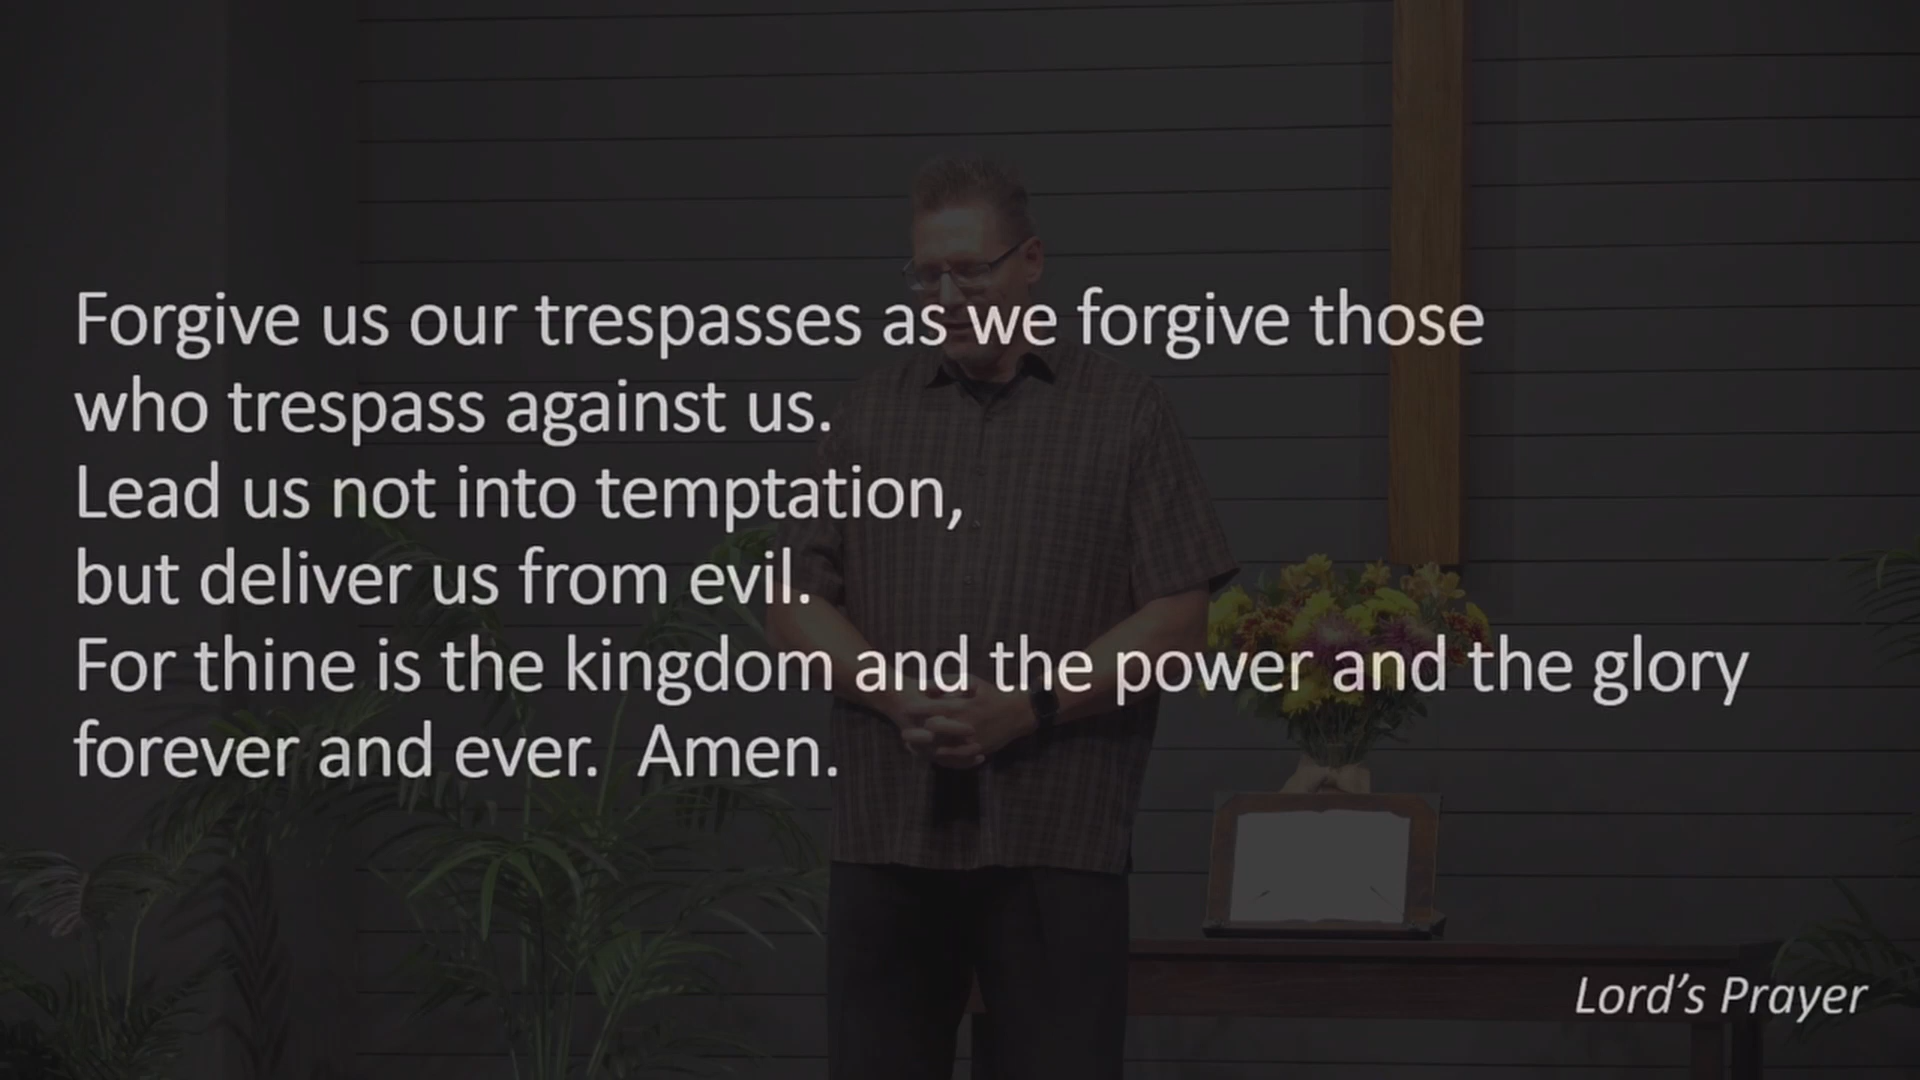 Forgive us our trespasses as we forgive those
who trespass against us.
Lead us not into temptation,
but deliver us from evil.
For thine is the kingdom and the power and the glory
forever and ever.  Amen.
Lord’s Prayer